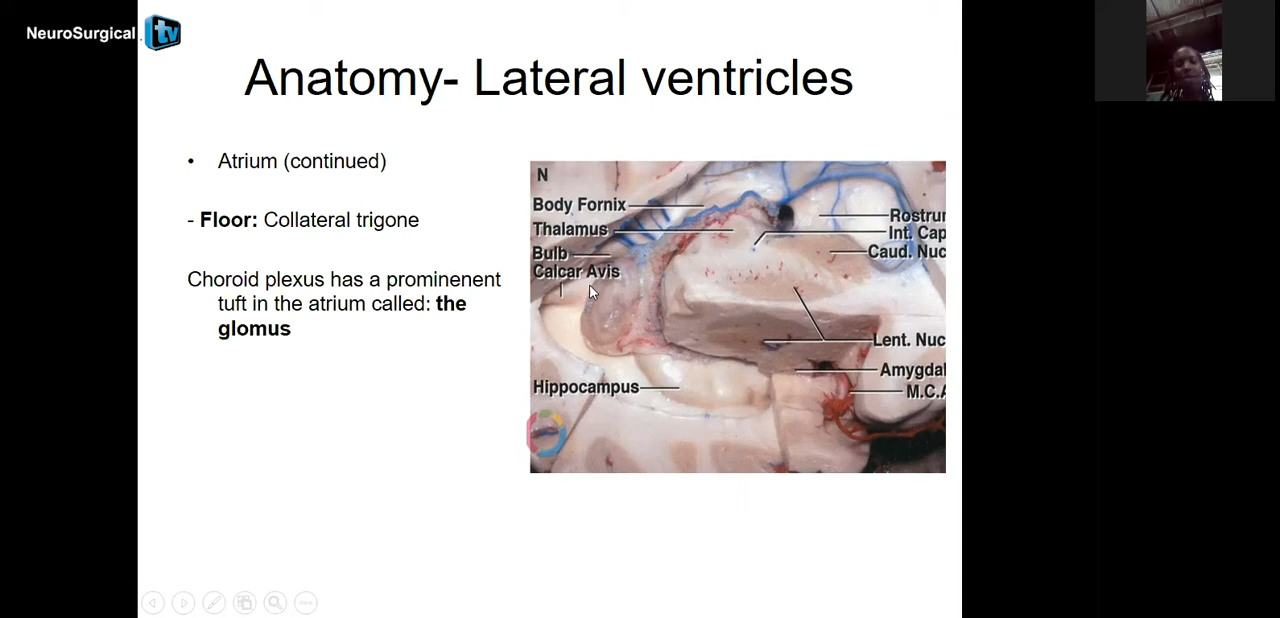 NeuroSurgical tv
Anatomy- Lateral ventricles
• Atrium (continued)
- Floor: Collateral trigone
Choroid plexus has a prominenent
tuft in the atrium called: the
glomus
N
Body Fornix
Thalamus
Bulb
Calcar Avis
Hippocampus
Rostrur
Int. Cap
Caud. Nuc
Lent. Nuc
Amygdal
M.C.A